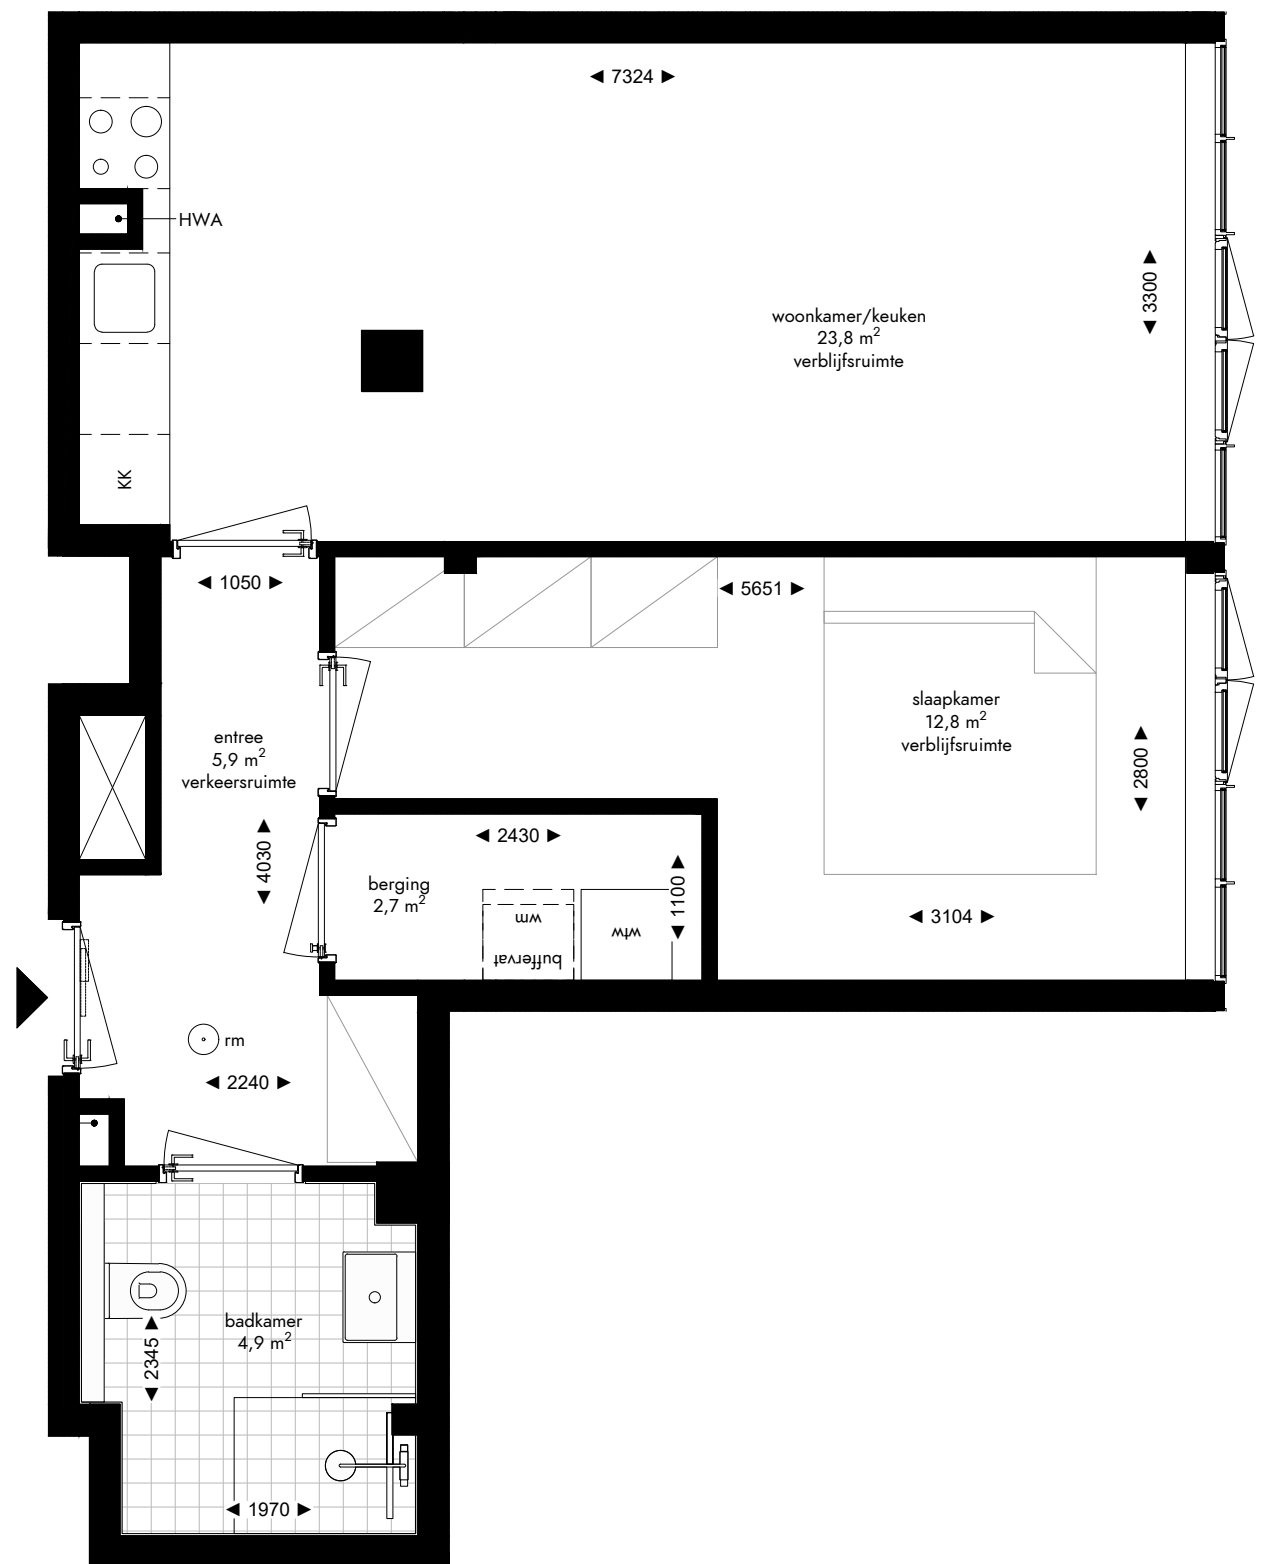 ◄ 7324 ►
HWA
◄ 3300 ►
woonkamer/keuken
23,8 m²
verblijfsruimte
KK
◄ 1050 ►
◄ 5651 ►
slaapkamer
12,8 m²
verblijfsruimte
entree
5,9 m²
verkeersruimte
◄ 2800 ►
◄ 4030 ►
◄ 2430 ►
berging
2,7 m²
◄ 1100 ►
wm
buffervat
wtw
◄ 3104 ►
rm
◄ 2240 ►
badkamer
4,9 m²
◄ 2345 ►
◄ 1970 ►